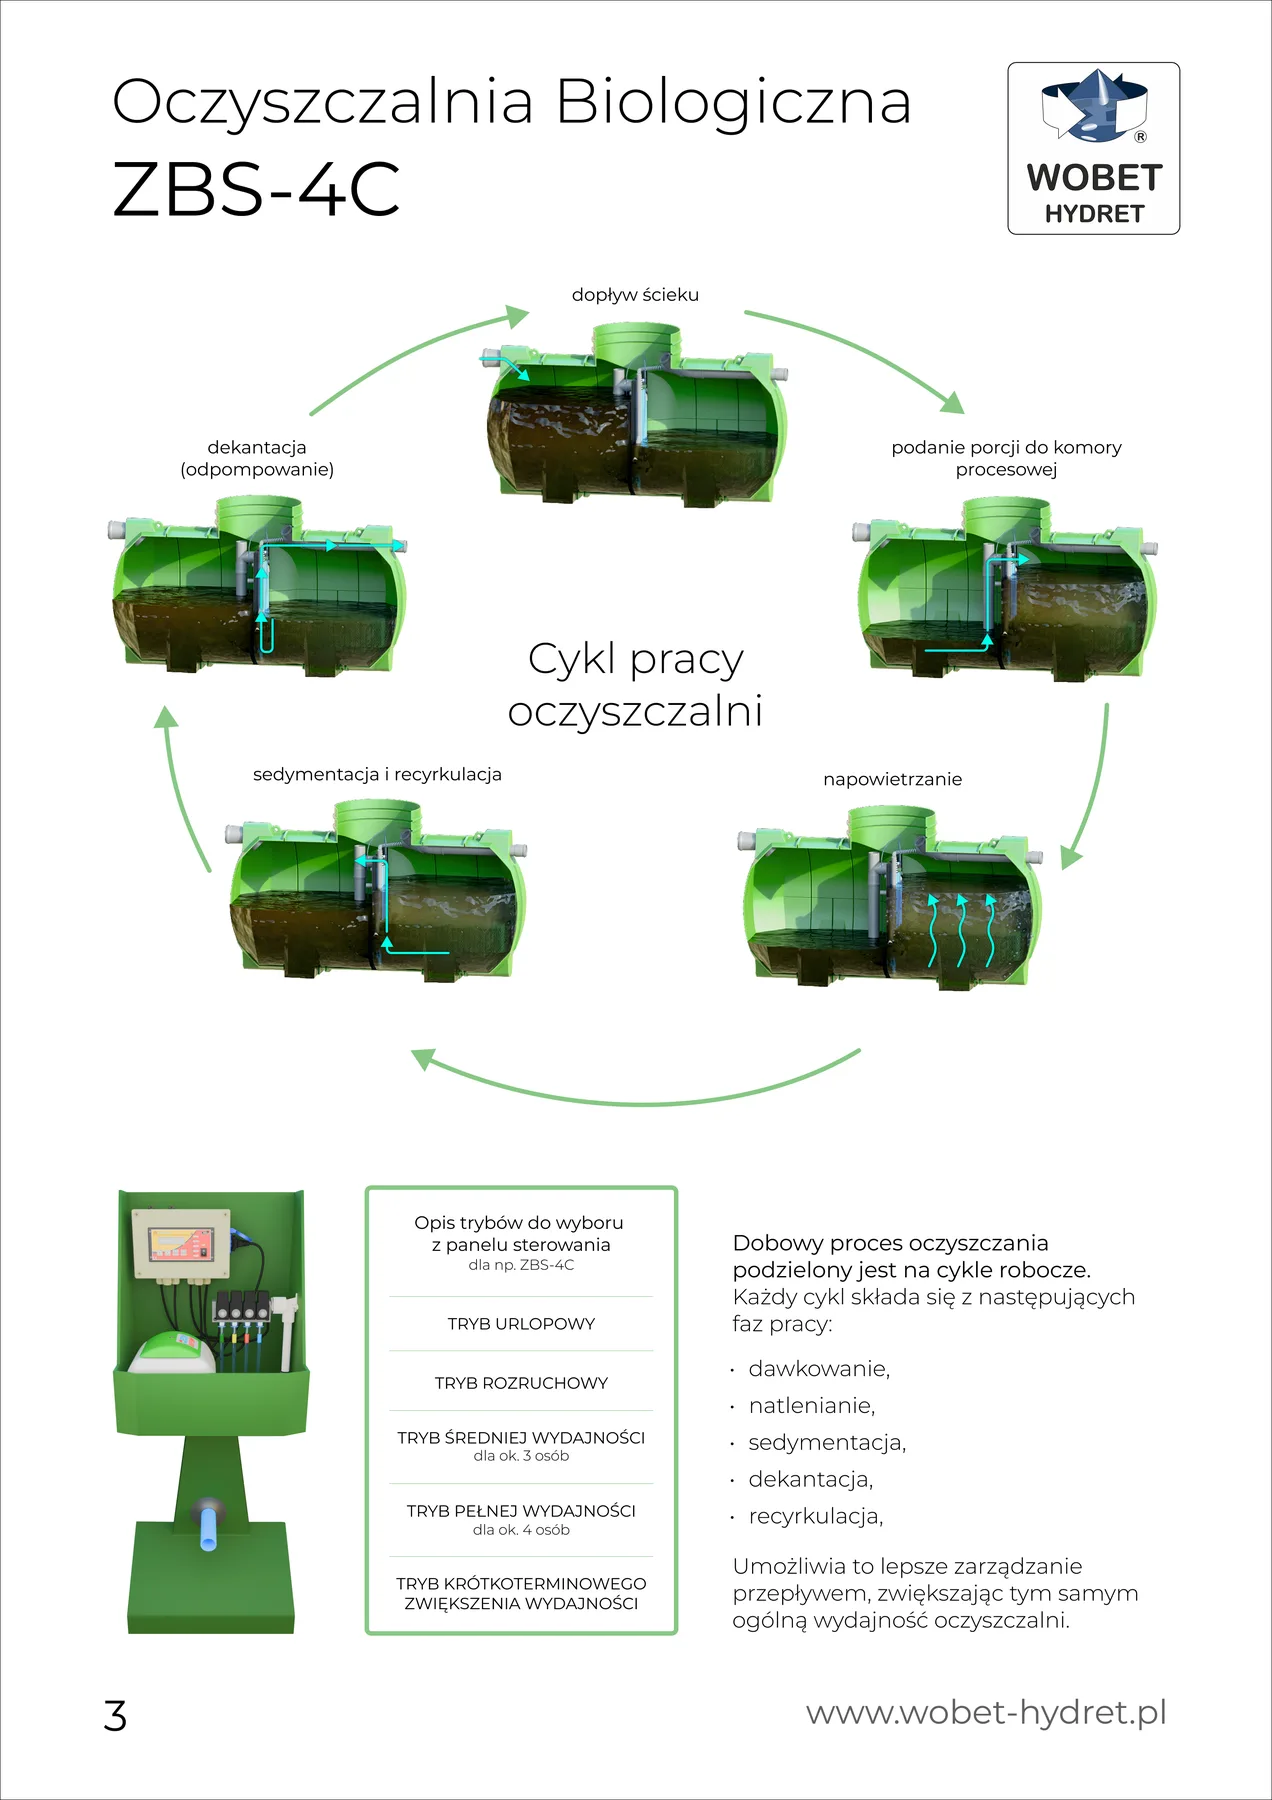 Oczyszczalnia Biologiczna
ZBS-4C
®
WOBET
HYDRET
dopływ ścieku
dekantacja
(odpompowanie)
podanie porcji do komory
procesowej
Cykl pracy
oczyszczalni
sedymentacja i recyrkulacja
napowietrzanie
Opis trybów do wyboru
z panelu sterowania
dla np. ZBS-4C
TRYB URLOPOWY
TRYB ROZRUCHOWY
TRYB ŚREDNIEJ WYDAJNOŚCI
dla ok. 3 osób
TRYB PEŁNEJ WYDAJNOŚCI
dla ok. 4 osób
TRYB KRÓTKOTERMINOWEGO
ZWIĘKSZENIA WYDAJNOŚCI
Dobowy proces oczyszczania
podzielony jest na cykle robocze.
Każdy cykl składa się z następujących
faz pracy:
· dawkowanie,
· natlenianie,
· sedymentacja,
· dekantacja,
· recyrkulacja,
Umożliwia to lepsze zarządzanie
przepływem, zwiększając tym samym
ogólną wydajność oczyszczalni.
3
www.wobet-hydret.pl